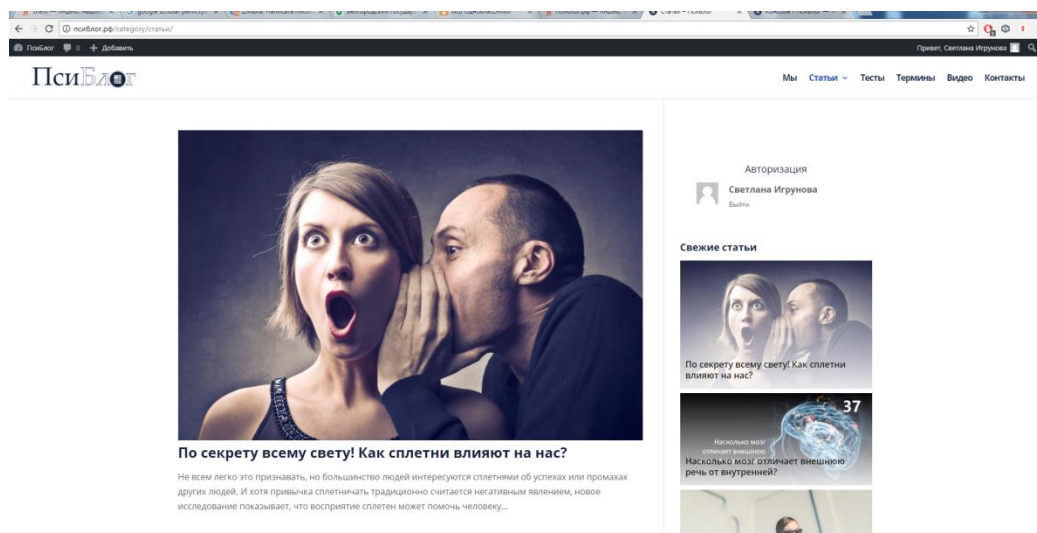 псиблог.рф/category/статьи/
ПсиБлог 0 + Добавить
Привет, Светлана Игрунова
ПсиБлог
Мы Статьи Тесты Термины Видео Контакты
Авторизация
Светлана Игрунова
Выйти
Свежие статьи
По секрету всему свету! Как сплетни
влияют на нас?
37
Насколько мозг
отличает внешнюю
Насколько мозг отличает внешнюю
речь от внутренней?
По секрету всему свету! Как сплетни влияют на нас?
Не всем легко это признавать, но большинство людей интересуются сплетнями об успехах или промахах
других людей. И хотя привычка сплетничать традиционно считается негативным явлением, новое
исследование показывает, что восприятие сплетен может помочь человеку...